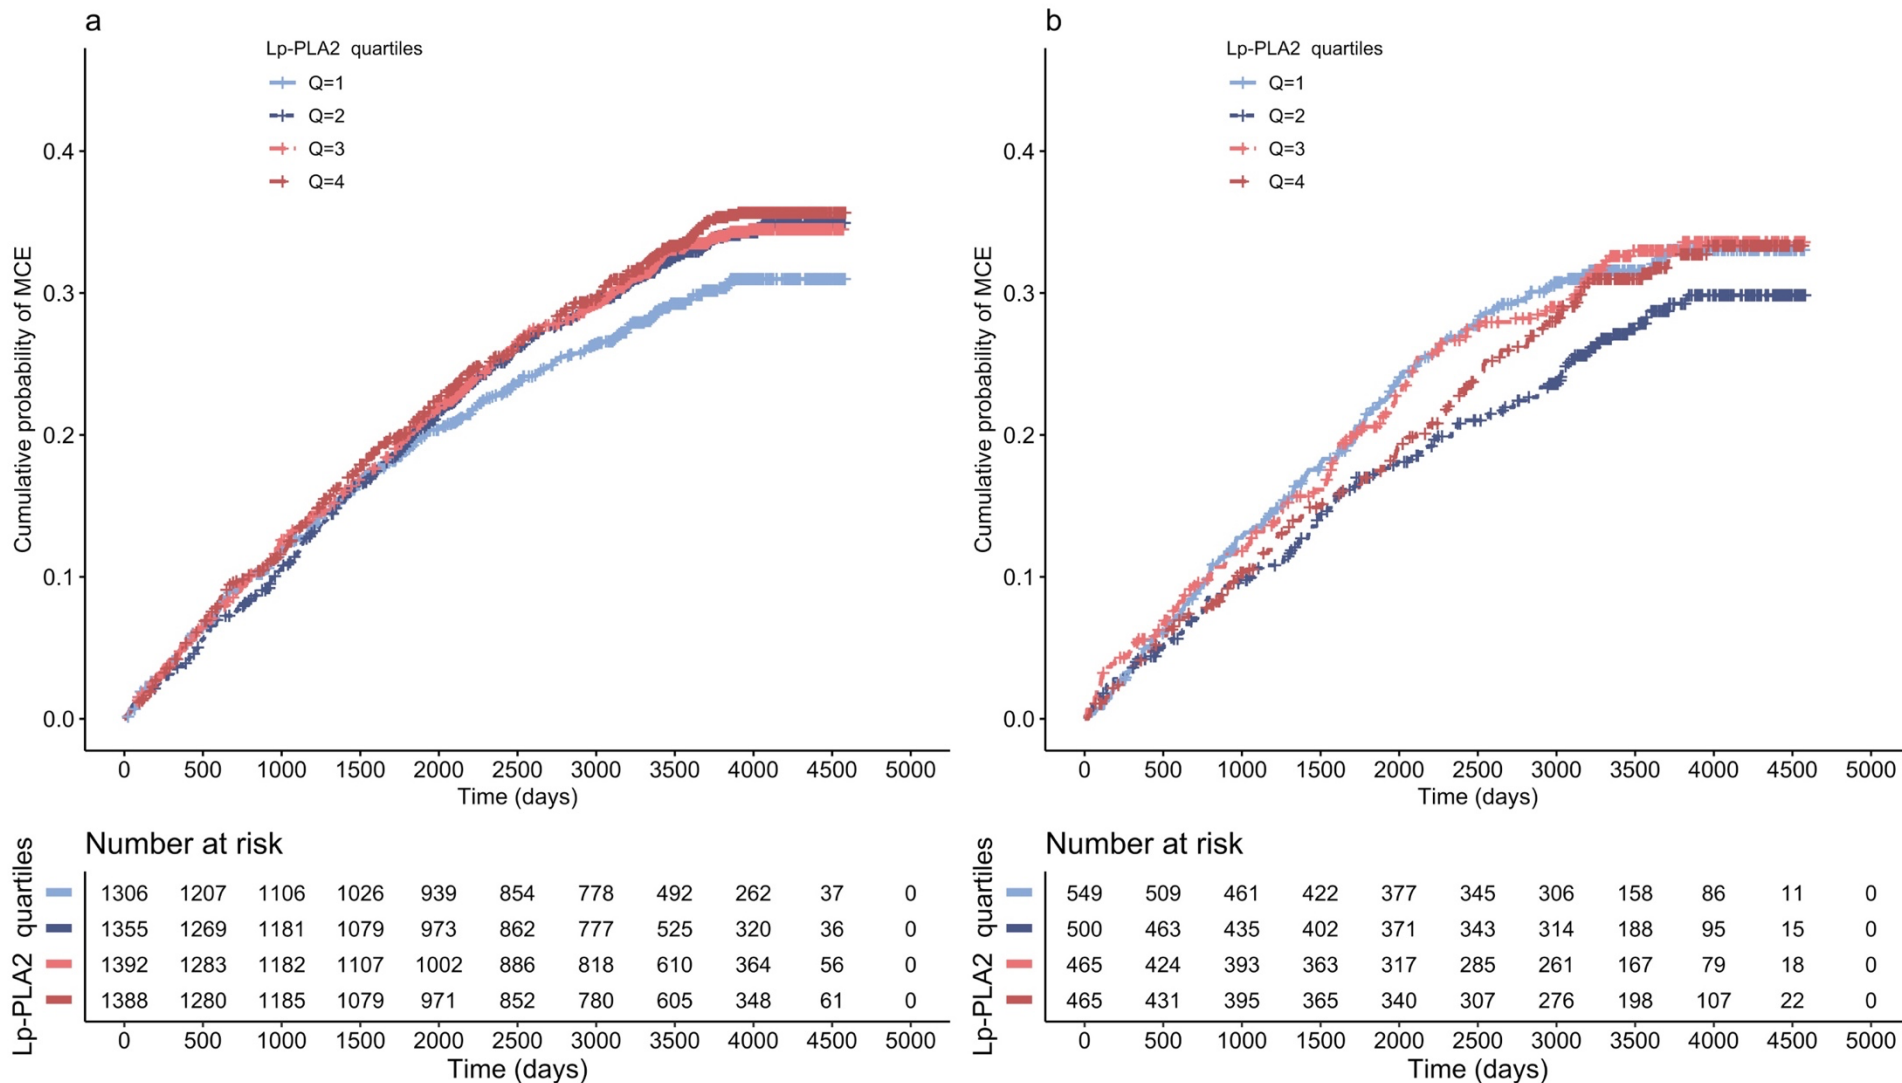 a
Lp-PLA2 quartiles
Q=1
Q=2
Q=3
Q=4
Cumulative probability of MCE
0.4
0.3
0.2
0.1
0.0
0 500 1000 1500 2000 2500 3000 3500 4000 4500 5000
Time (days)
Number at risk
Lp-PLA2 quartiles
1306 1207 1106 1026 939 854 778 492 262 37 0
1355 1269 1181 1079 973 862 777 525 320 36 0
1392 1283 1182 1107 1002 886 818 610 364 56 0
1388 1280 1185 1079 971 852 780 605 348 61 0
0 500 1000 1500 2000 2500 3000 3500 4000 4500 5000
Time (days)
b
Lp-PLA2 quartiles
Q=1
Q=2
Q=3
Q=4
Cumulative probability of MCE
0.4
0.3
0.2
0.1
0.0
0 500 1000 1500 2000 2500 3000 3500 4000 4500 5000
Time (days)
Number at risk
Lp-PLA2 quartiles
549 509 461 422 377 345 306 158 86 11 0
500 463 435 402 371 343 314 188 95 15 0
465 424 393 363 317 285 261 167 79 18 0
465 431 395 365 340 307 276 198 107 22 0
0 500 1000 1500 2000 2500 3000 3500 4000 4500 5000
Time (days)